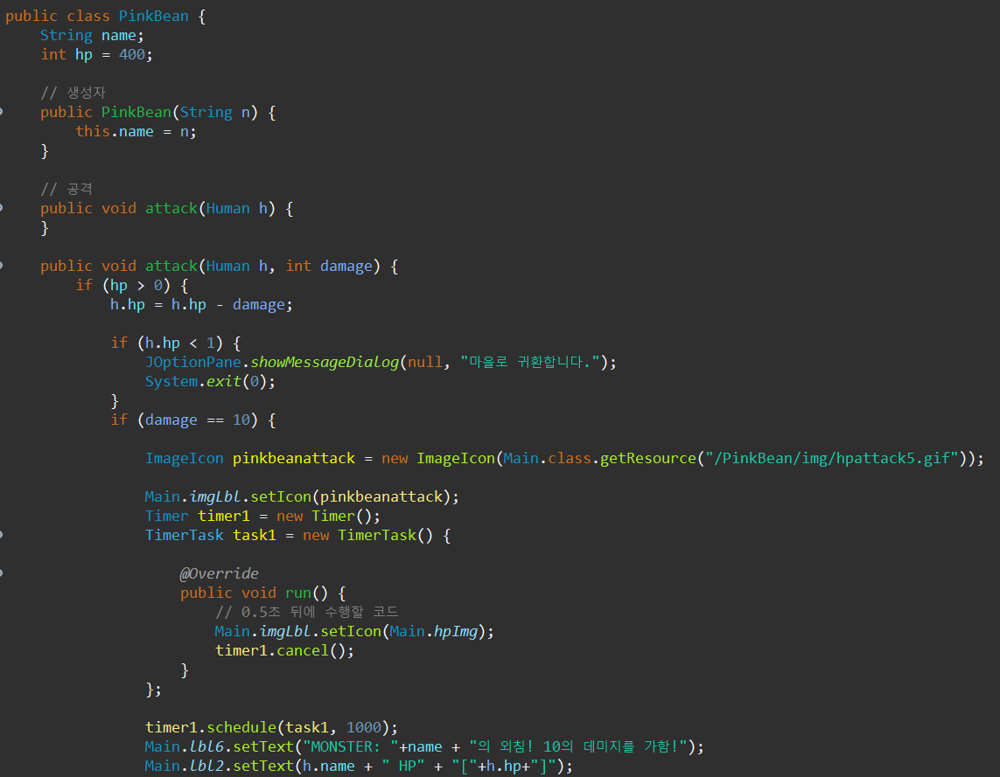 public class PinkBean {
    String name;
    int hp = 400;

    // 생성자
    public PinkBean(String n) {
        this.name = n;
    }

    // 공격
    public void attack(Human h) {
    }

    public void attack(Human h, int damage) {
        if (hp > 0) {
            h.hp = h.hp - damage;

            if (h.hp < 1) {
                JOptionPane.showMessageDialog(null, "마을로 귀환합니다.");
                System.exit(0);
            }
            if (damage == 10) {

                ImageIcon pinkbeanattack = new ImageIcon(Main.class.getResource("/PinkBean/img/hpattack5.gif"));

                Main.imgLbl.setIcon(pinkbeanattack);
                Timer timer1 = new Timer();
                TimerTask task1 = new TimerTask() {

                    @Override
                    public void run() {
                        // 0.5초 뒤에 수행할 코드
                        Main.imgLbl.setIcon(Main.hpImg);
                        timer1.cancel();
                    }
                };

                timer1.schedule(task1, 1000);
                Main.lbl6.setText("MONSTER: "+name + "의 외침! 10의 데미지를 가함!");
                Main.lbl2.setText(h.name + " HP" + "["+h.hp+"]");